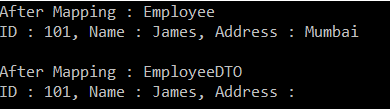 After Mapping : Employee
ID : 101, Name : James, Address : Mumbai
After Mapping : EmployeeDTO
ID : 101, Name : James, Address :